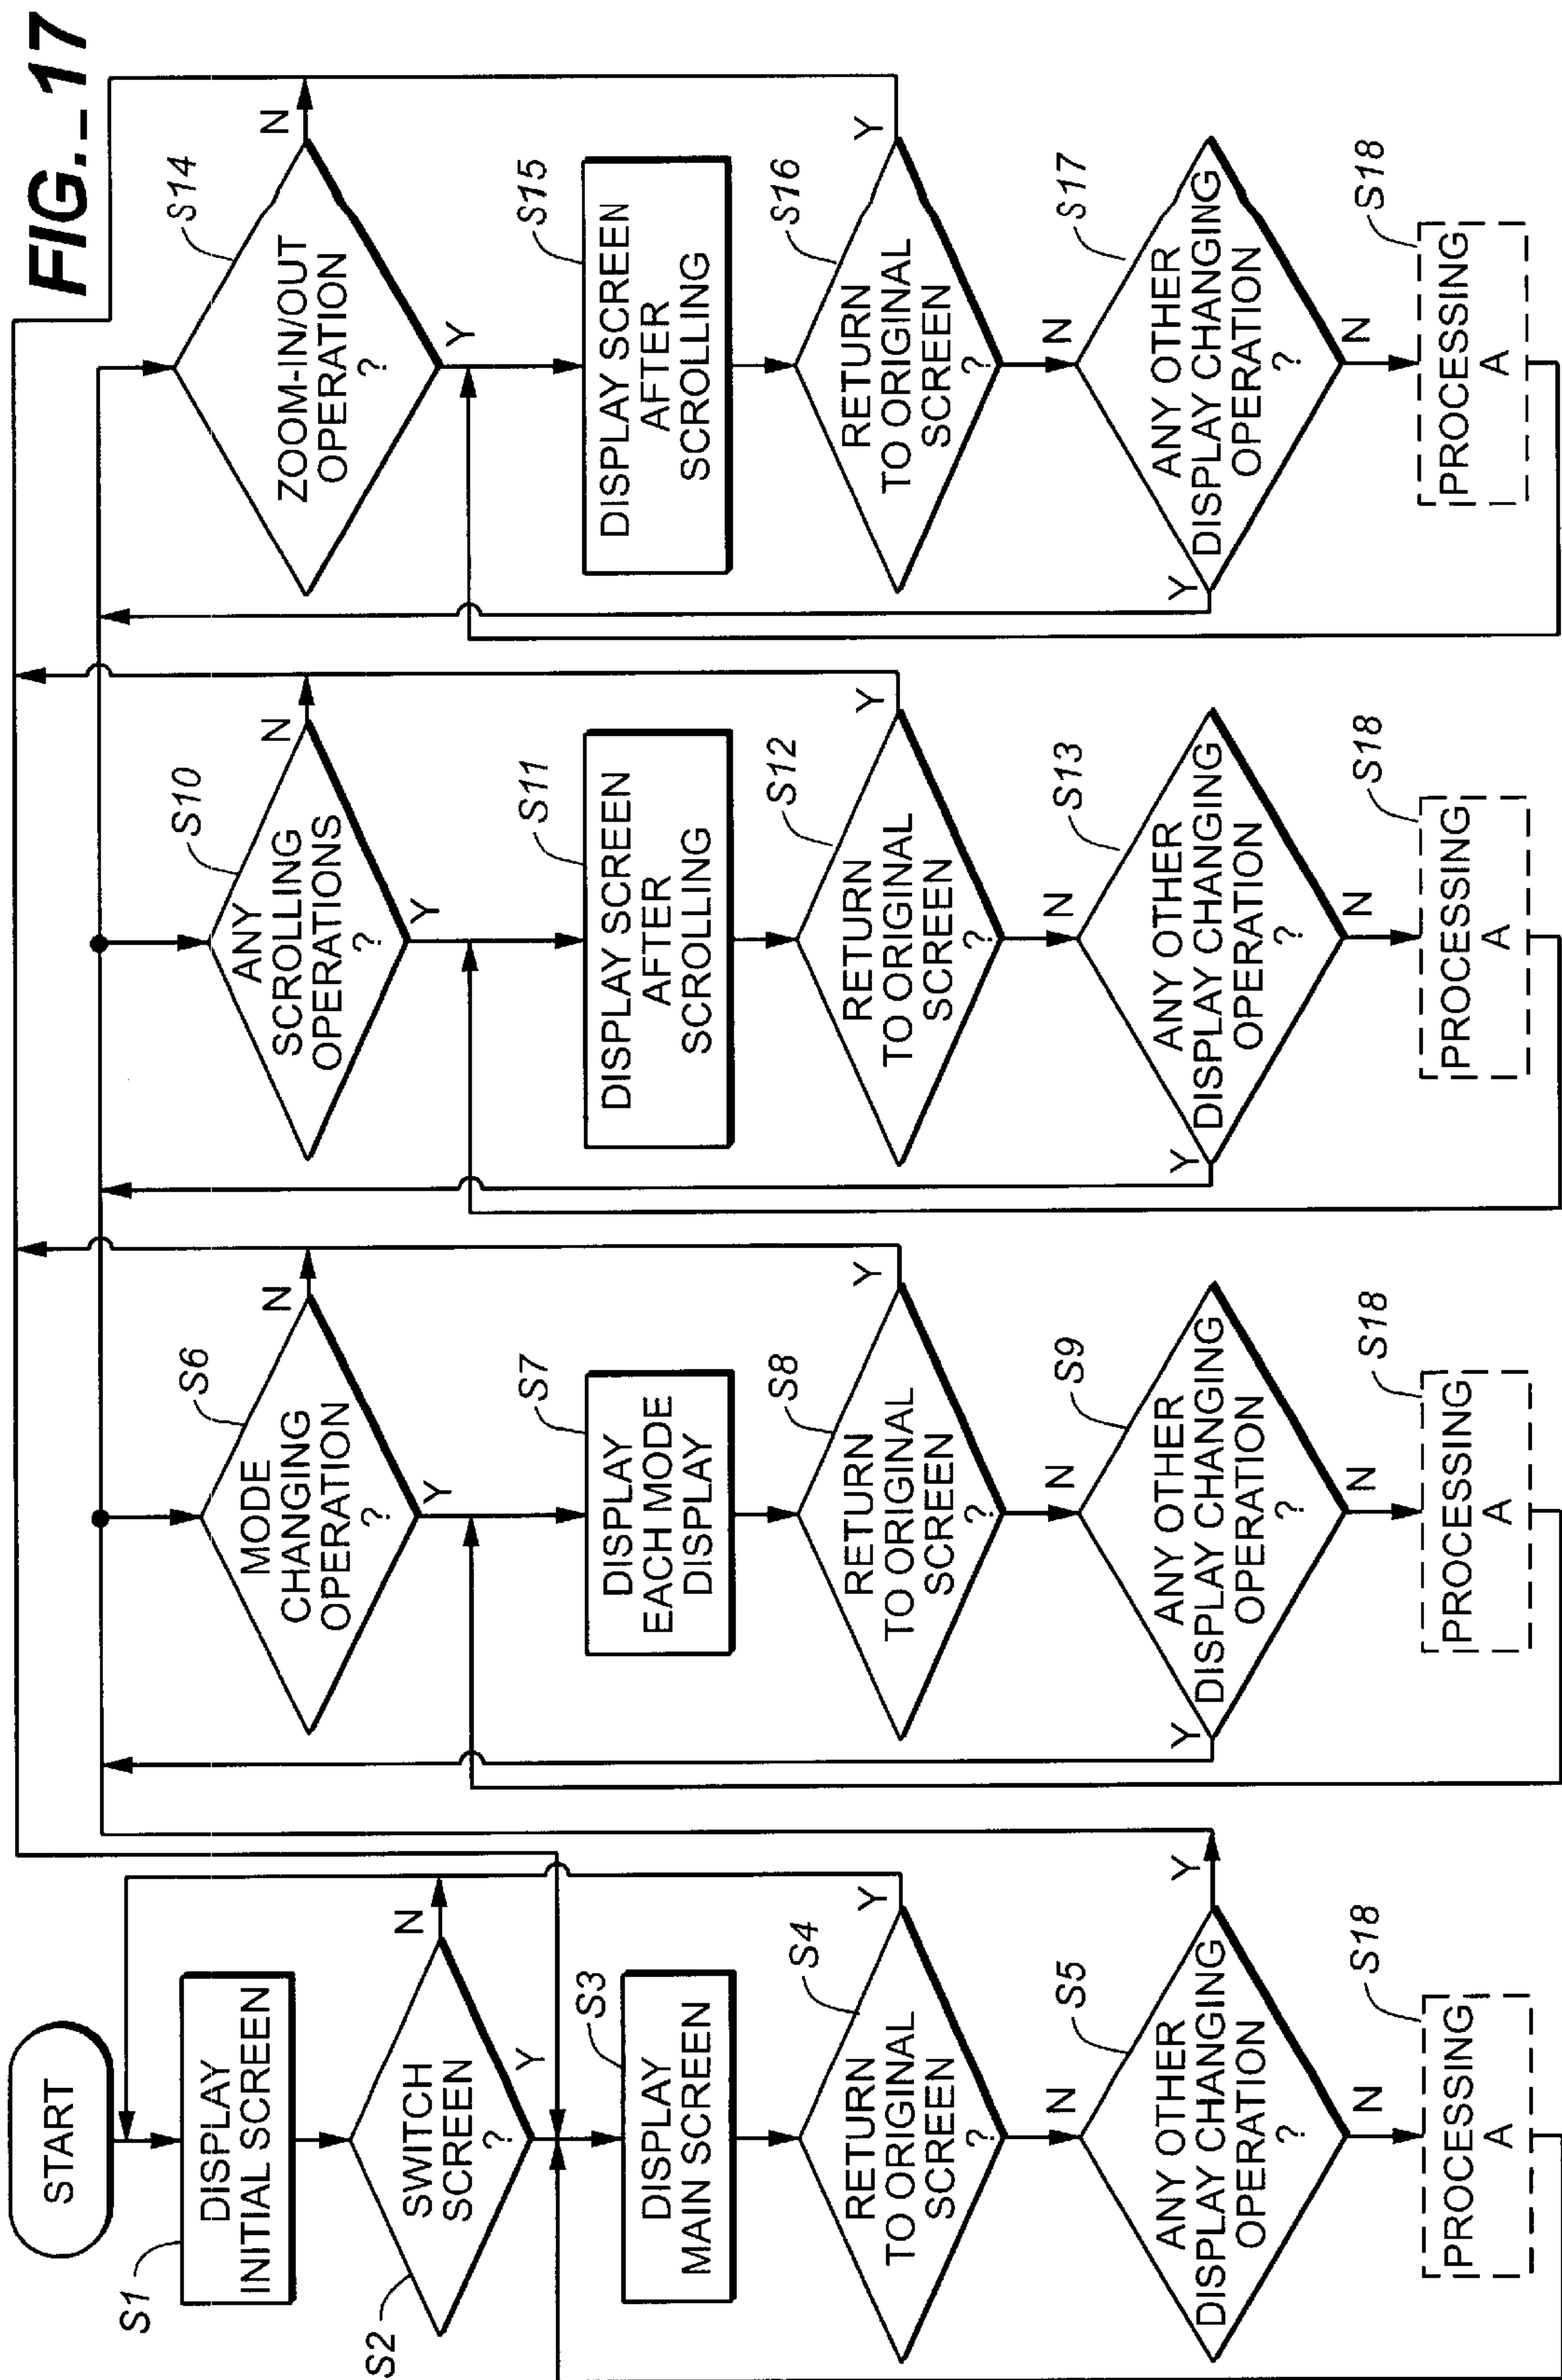 FIG._17
START
S1
DISPLAY
INITIAL SCREEN
S2
SWITCH
SCREEN
?
N
Y
S3
DISPLAY
MAIN SCREEN
S4
RETURN
TO ORIGINAL
SCREEN
?
Y
N
S5
ANY OTHER
DISPLAY CHANGING
OPERATION
?
Y
N
S18
PROCESSING
A
S6
MODE
CHANGING
OPERATION
?
N
Y
S7
DISPLAY
EACH MODE
DISPLAY
S8
RETURN
TO ORIGINAL
SCREEN
?
Y
N
S9
ANY OTHER
DISPLAY CHANGING
OPERATION
?
Y
N
S18
PROCESSING
A
S10
ANY
SCROLLING
OPERATIONS
?
N
Y
S11
DISPLAY SCREEN
AFTER
SCROLLING
S12
RETURN
TO ORIGINAL
SCREEN
?
Y
N
S13
ANY OTHER
DISPLAY CHANGING
OPERATION
?
Y
N
S18
PROCESSING
A
S14
ZOOM-IN/OUT
OPERATION
?
N
Y
S15
DISPLAY SCREEN
AFTER
SCROLLING
S16
RETURN
TO ORIGINAL
SCREEN
?
Y
N
S17
ANY OTHER
DISPLAY CHANGING
OPERATION
?
Y
N
S18
PROCESSING
A